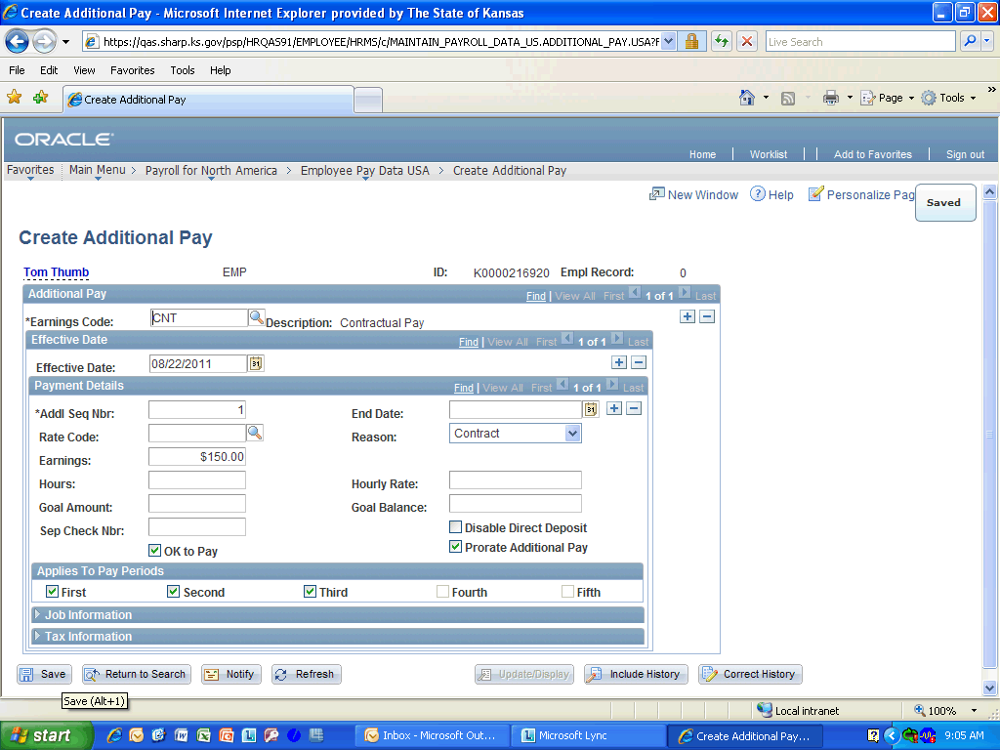 Create Additional Pay - Microsoft Internet Explorer provided by The State of Kansas
https://qas.sharp.ks.gov/psp/HRQAS91/EMPLOYEE/HRMS/c/MAINTAIN_PAYROLL_DATA_US.ADDITIONAL_PAY.USA?F
Live Search
File Edit View Favorites Tools Help
Create Additional Pay
Page Tools »
ORACLE
Home Worklist Add to Favorites Sign out
Favorites Main Menu > Payroll for North America > Employee Pay Data USA > Create Additional Pay
New Window Help Personalize Pag
Saved
Create Additional Pay
Tom Thumb EMP ID: K0000216920 Empl Record: 0
Additional Pay Find | View All First 1 of 1 Last
*Earnings Code: CNT Description: Contractual Pay
Effective Date Find | View All First 1 of 1 Last
Effective Date: 08/22/2011
Payment Details Find | View All First 1 of 1 Last
*Addl Seq Nbr: 1 End Date:
Rate Code: Reason: Contract
Earnings: $150.00
Hours: Hourly Rate:
Goal Amount: Goal Balance:
Sep Check Nbr: Disable Direct Deposit
OK to Pay Prorate Additional Pay
Applies To Pay Periods
First Second Third Fourth Fifth
Job Information
Tax Information
Save Return to Search Notify Refresh Update/Display Include History Correct History
Save (Alt+1)
Local intranet 100%
start Inbox - Microsoft Out... Microsoft Lync Create Additional Pay... 9:05 AM